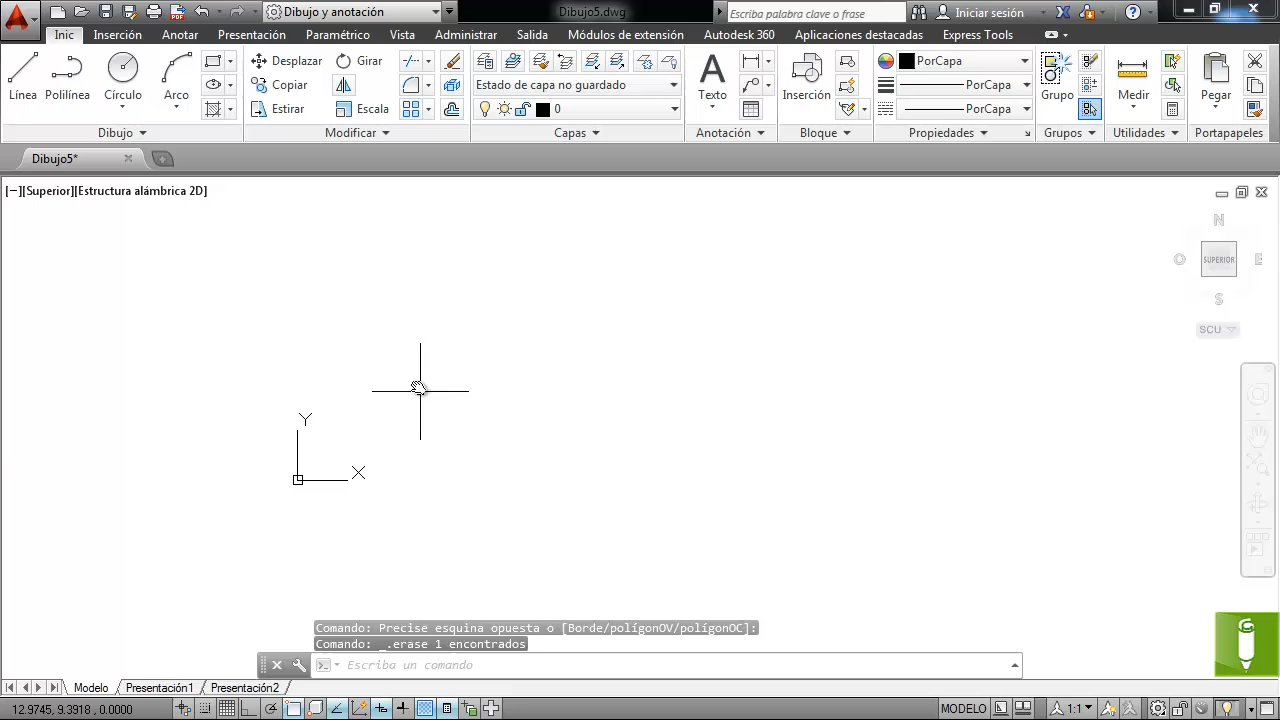 Dibujo y anotación
Dibujo5.dwg
Escriba palabra clave o frase
Iniciar sesión
Inic Inserción Anotar Presentación Paramétrico Vista Administrar Salida Módulos de extensión Autodesk 360 Aplicaciones destacadas Express Tools
Línea Polilínea Círculo Arco
Dibujo
Desplazar Girar
Copiar
Estirar Escala
Modificar
Estado de capa no guardado
0
Capas
Texto
Anotación
Inserción
Bloque
PorCapa
PorCapa
PorCapa
Propiedades
Grupo
Grupos
Medir
Utilidades
Pegar
Portapapeles
Dibujo5*
[−][Superior][Estructura alámbrica 2D]
N
O SUPERIOR E
S
SCU
Y
X
Comando: Precise esquina opuesta o [Borde/polígonOV/polígonOC]:
Comando: _.erase 1 encontrados
Escriba un comando
Modelo Presentación1 Presentación2
12.9745, 9.3918 , 0.0000
MODELO
1:1